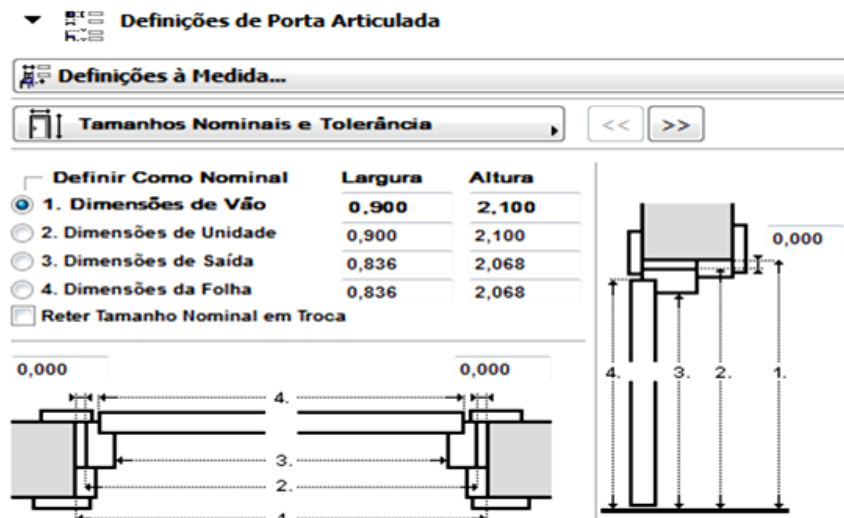 Definições de Porta Articulada
Definições à Medida...
Tamanhos Nominais e Tolerância
<< >>
Definir Como Nominal Largura Altura
1. Dimensões de Vão 0,900 2,100
2. Dimensões de Unidade 0,900 2,100
3. Dimensões de Saída 0,836 2,068
4. Dimensões da Folha 0,836 2,068
Reter Tamanho Nominal em Troca
0,000
0,000 0,000
4.
3.
2.
1.
4. 3. 2. 1.